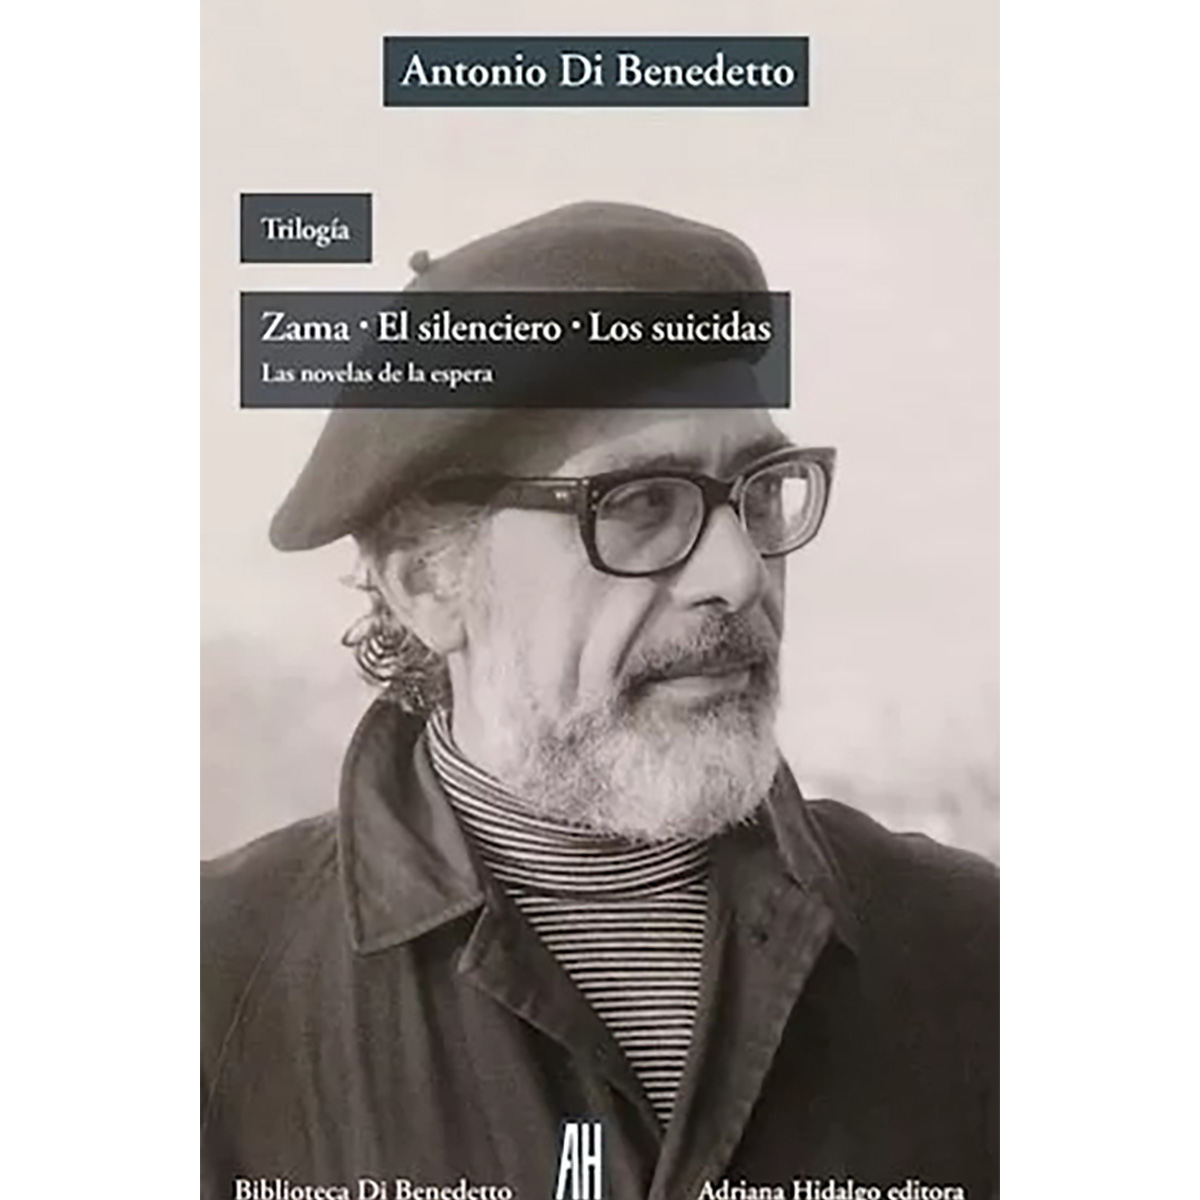 Antonio Di Benedetto
Trilogía
Zama · El silenciero · Los suicidas
Las novelas de la espera
AH
Biblioteca Di Benedetto
Adriana Hidalgo editora